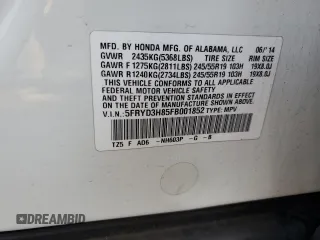 MFD. BY HONDA MFG. OF ALABAMA, LLC 06/'14
GVWR 2435KG(5368LBS) TIRE SIZE RIM SIZE
GAWR F 1275KG(2811LBS) 245/55R19 103H 19X8.0J
GAWR R 1240KG(2734LBS) 245/55R19 103H 19X8.0J
THIS VEHICLE CONFORMS TO ALL APPLICABLE
FEDERAL MOTOR VEHICLE SAFETY AND THEFT
PREVENTION STANDARDS IN EFFECT ON THE DATE
OF MANUFACTURE SHOWN ABOVE.
V.I.N.:5FRYD3H85FB001852 TYPE: MPV
TZ5 F A06 -NH603P -G -B